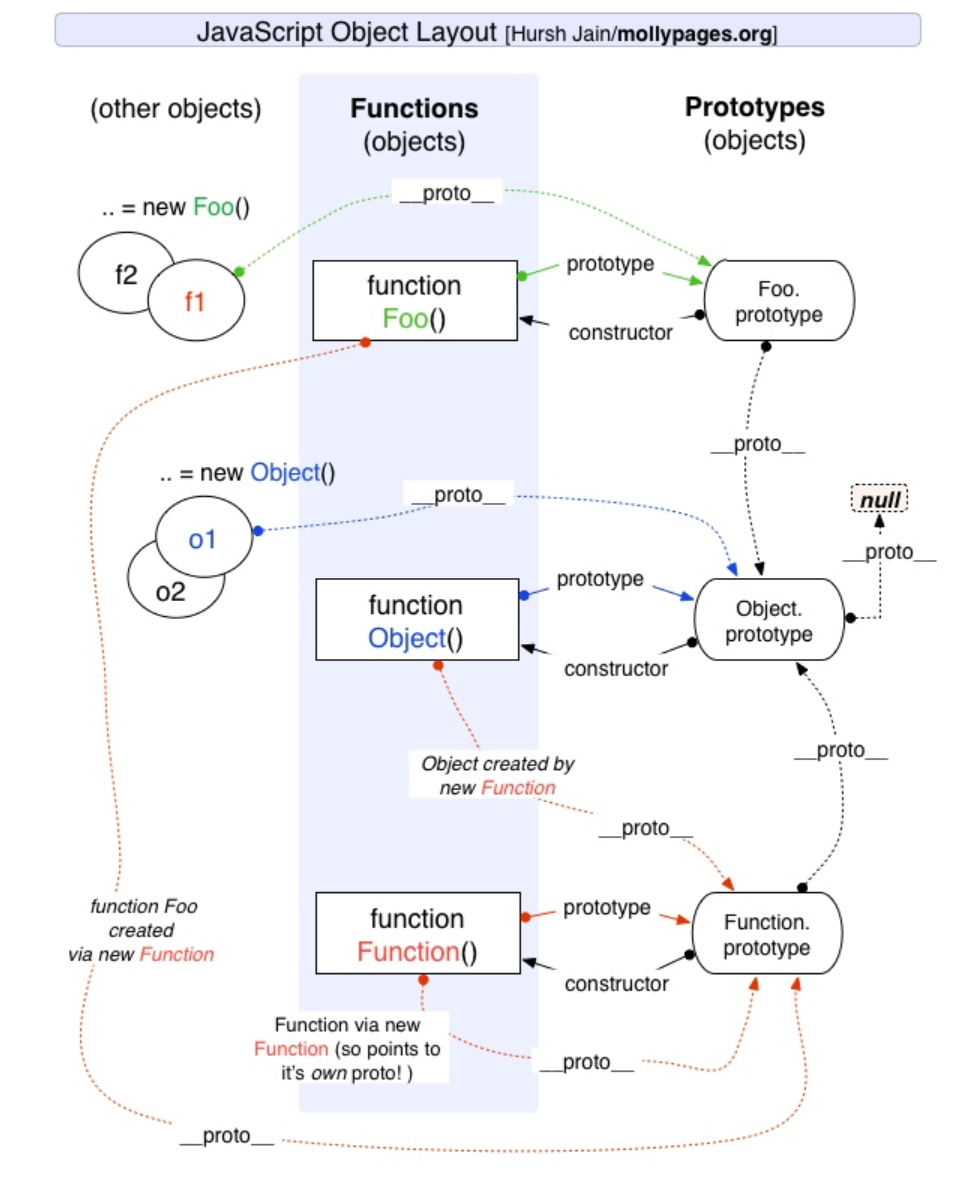 JavaScript Object Layout [Hursh Jain/mollypages.org]
(other objects)
Functions
(objects)
Prototypes
(objects)
__proto__
.. = new Foo()
f2
f1
function
Foo()
prototype
constructor
Foo.
prototype
__proto__
.. = new Object()
__proto__
null
__proto__
o1
o2
function
Object()
prototype
constructor
Object.
prototype
Object created by
new Function
__proto__
__proto__
function Foo
created
via new Function
function
Function()
prototype
constructor
Function.
prototype
Function via new
Function (so points to
it's own proto! )
__proto__
__proto__